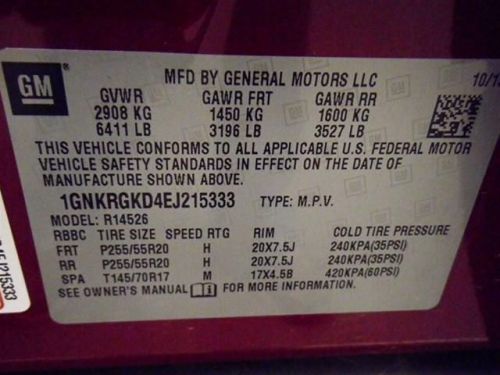 GM ®
MFD BY GENERAL MOTORS LLC 10/13
GVWR GAWR FRT GAWR RR
2908 KG 1450 KG 1600 KG
6411 LB 3196 LB 3527 LB
THIS VEHICLE CONFORMS TO ALL APPLICABLE U.S. FEDERAL MOTOR
VEHICLE SAFETY STANDARDS IN EFFECT ON THE DATE OF
MANUFACTURE SHOWN ABOVE.
1GNKRGKD4EJ215333 TYPE: M.P.V.
MODEL: R14526
RBBC TIRE SIZE SPEED RTG RIM COLD TIRE PRESSURE
FRT P255/55R20 H 20X7.5J 240KPA(35PSI)
RR P255/55R20 H 20X7.5J 240KPA(35PSI)
SPA T145/70R17 M 17X4.5B 420KPA(60PSI)
SEE OWNER'S MANUAL FOR MORE INFORMATION.